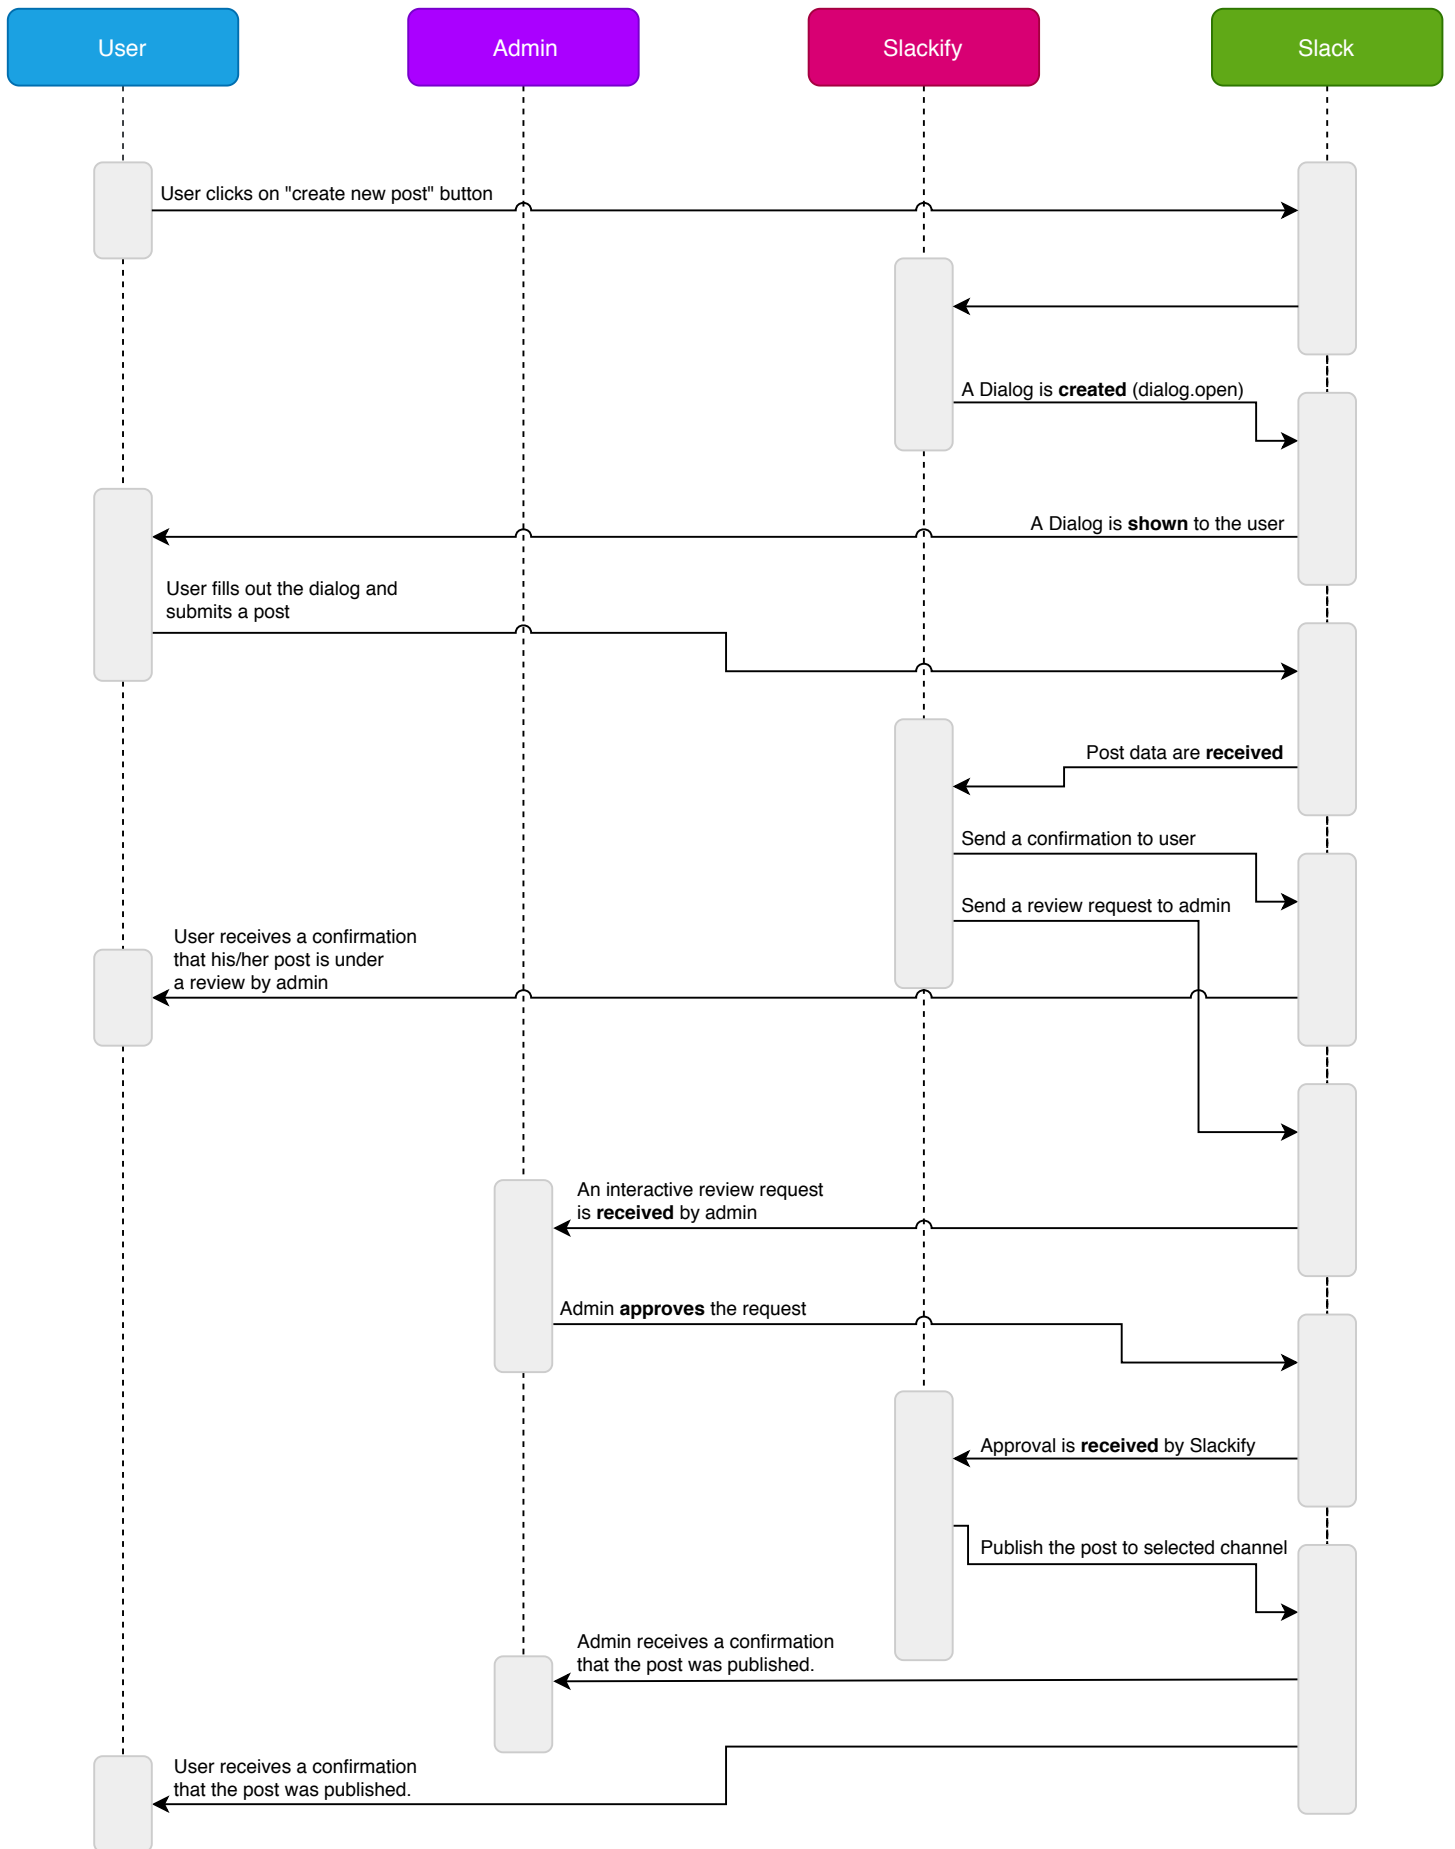 User
Admin
Slackify
Slack
User clicks on "create new post" button
A Dialog is created (dialog.open)
A Dialog is shown to the user
User fills out the dialog and
submits a post
Post data are received
Send a confirmation to user
Send a review request to admin
User receives a confirmation
that his/her post is under
a review by admin
An interactive review request
is received by admin
Admin approves the request
Approval is received by Slackify
Publish the post to selected channel
Admin receives a confirmation
that the post was published.
User receives a confirmation
that the post was published.